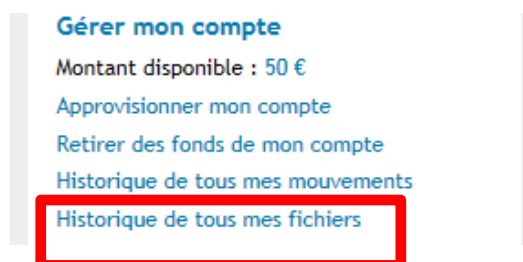 Gérer mon compte
Montant disponible : 50 €
Approvisionner mon compte
Retirer des fonds de mon compte
Historique de tous mes mouvements
Historique de tous mes fichiers